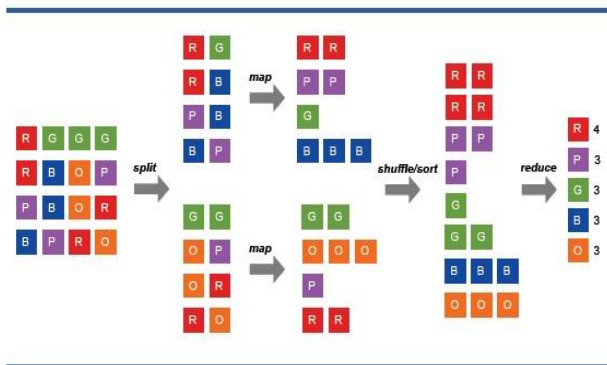 R G G G
R B O P
P B O R
B P R O
split
R G
R B
P B
B P
G G
O P
O R
R O
map
map
R R
P P
G
B B B
G G
O O O
P
R R
shuffle/sort
R R
R R
P P
P
G
G G
B B B
O O O
reduce
R 4
P 3
G 3
B 3
O 3